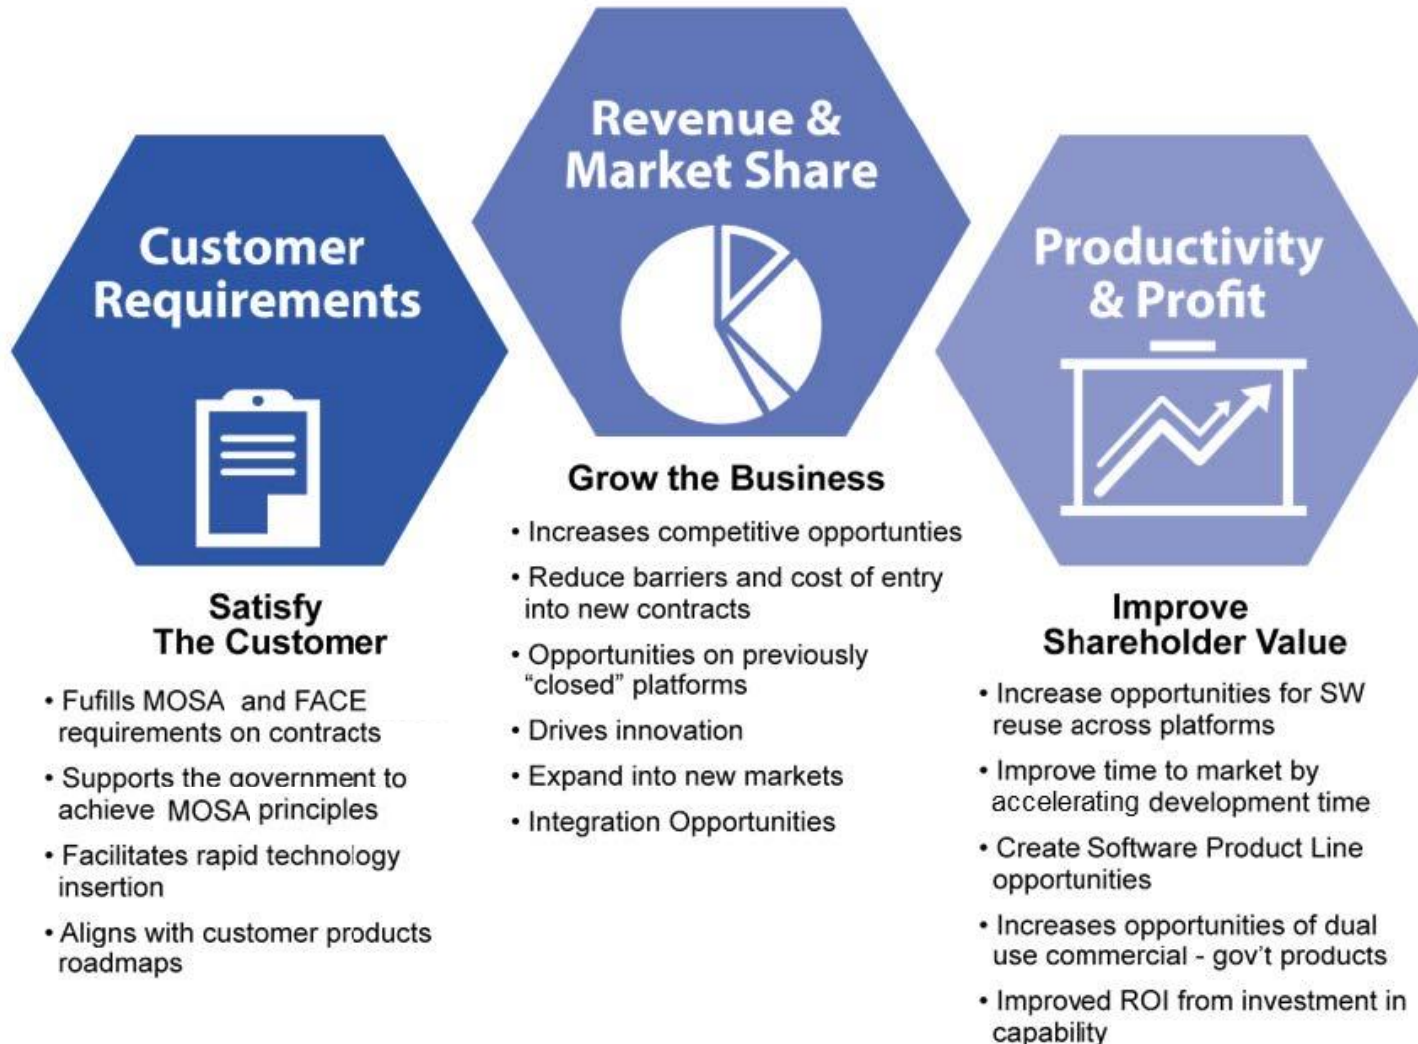 Customer
Requirements
Satisfy
The Customer
• Fufills MOSA and FACE
requirements on contracts
• Supports the government to
achieve MOSA principles
• Facilitates rapid technology
insertion
• Aligns with customer products
roadmaps
Revenue &
Market Share
Grow the Business
• Increases competitive opportunties
• Reduce barriers and cost of entry
into new contracts
• Opportunities on previously
“closed” platforms
• Drives innovation
• Expand into new markets
• Integration Opportunities
Productivity
& Profit
Improve
Shareholder Value
• Increase opportunities for SW
reuse across platforms
• Improve time to market by
accelerating development time
• Create Software Product Line
opportunities
• Increases opportunities of dual
use commercial - gov’t products
• Improved ROI from investment in
capability